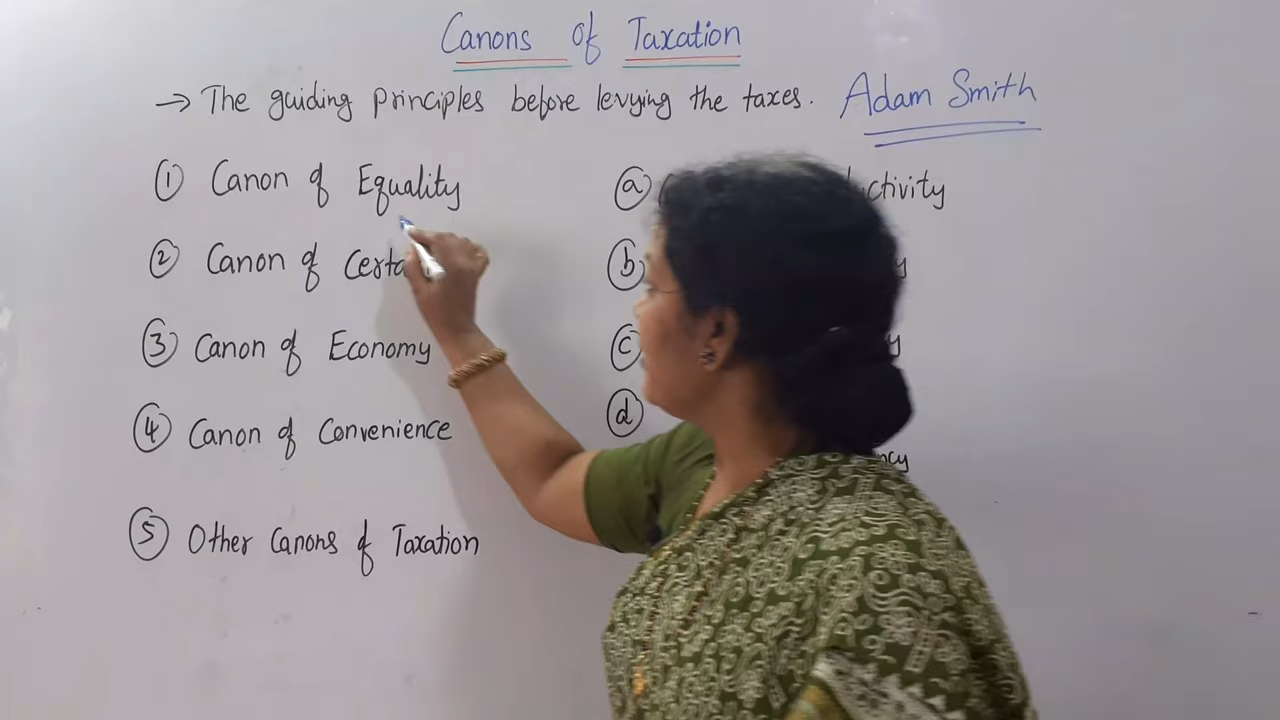 Canons of Taxation
→ The guiding principles before levying the taxes. Adam Smith
① Canon of Equality
② Canon of
③ Canon of Economy
④ Canon of Convenience
⑤ Other Canons of Taxation
ⓐ
ⓑ
ⓒ
ⓓ